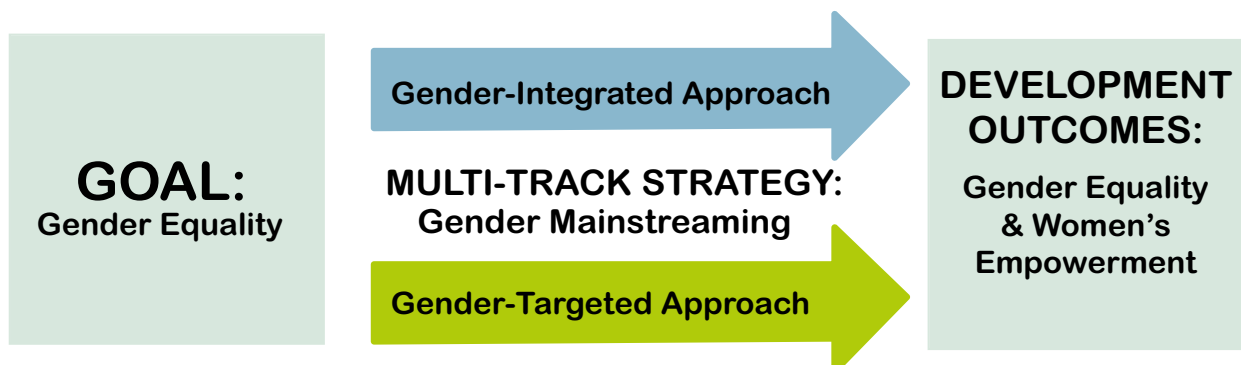 GOAL:
Gender Equality
Gender-Integrated Approach
MULTI-TRACK STRATEGY:
Gender Mainstreaming
Gender-Targeted Approach
DEVELOPMENT
OUTCOMES:
Gender Equality
& Women’s
Empowerment